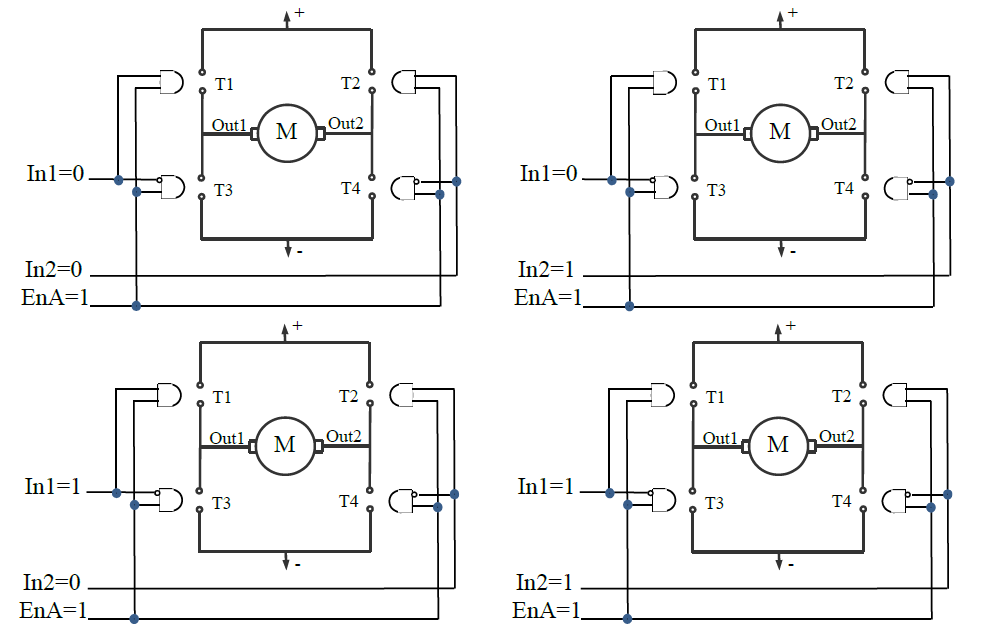 +
T1 T2
Out1 M Out2
In1=0
T3 T4
-
In2=0
EnA=1
+
T1 T2
Out1 M Out2
In1=0
T3 T4
-
In2=1
EnA=1
+
T1 T2
Out1 M Out2
In1=1
T3 T4
-
In2=0
EnA=1
+
T1 T2
Out1 M Out2
In1=1
T3 T4
-
In2=1
EnA=1